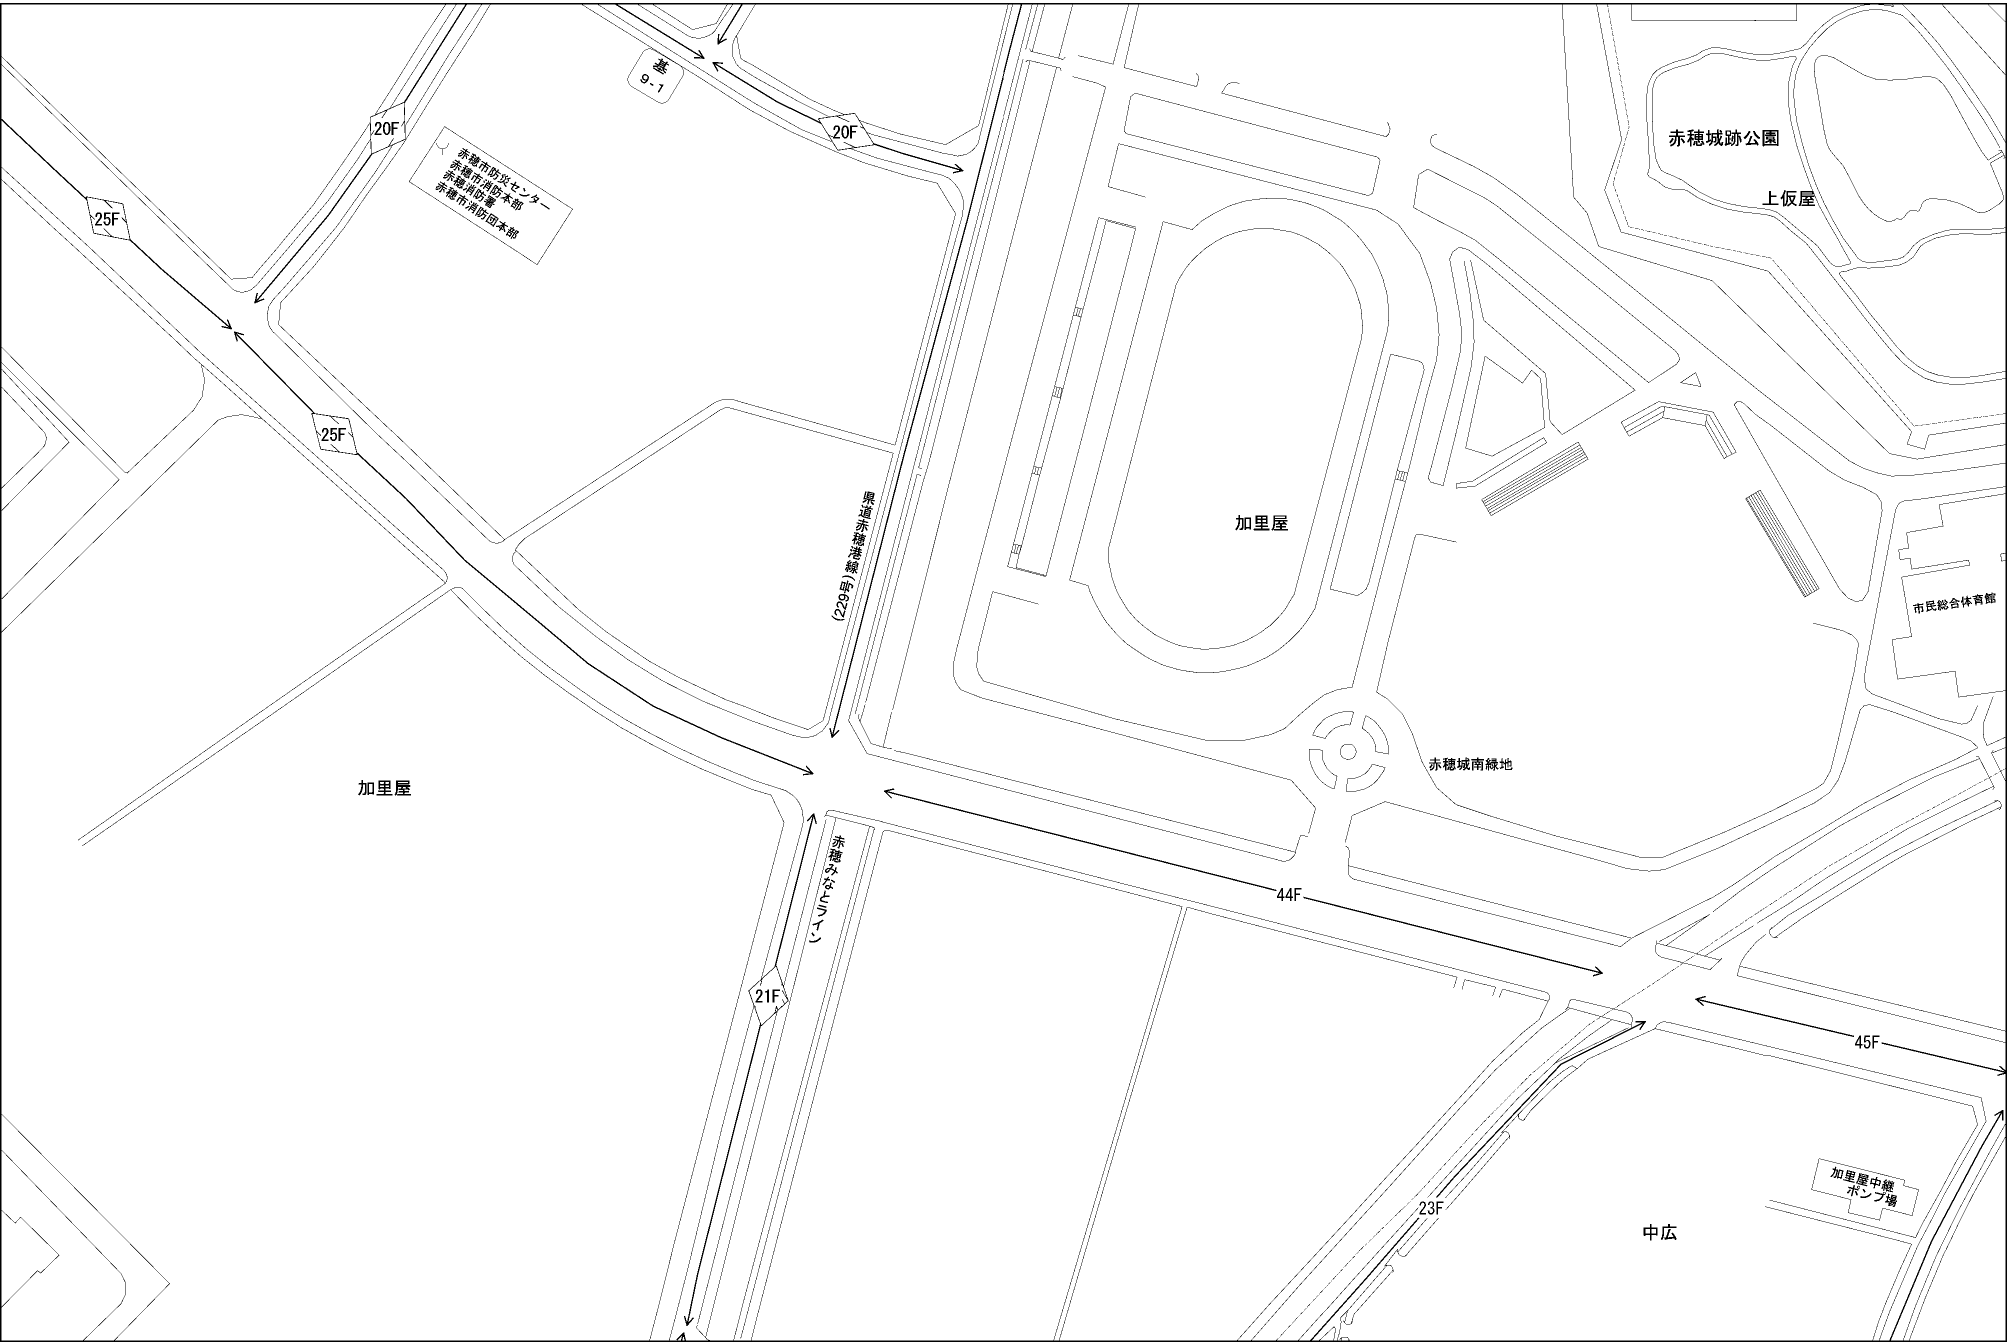 基
9-1
20F
20F
赤穂城跡公園
赤穂市防災センター
赤穂市消防本部
赤穂消防署
赤穂市消防団本部
上仮屋
25F
25F
県道赤穂港線(229号)
加里屋
市民総合体育館
赤穂城南緑地
加里屋
赤穂みなとライン
44F
21F
45F
加里屋中継
ポンプ場
23F
中広